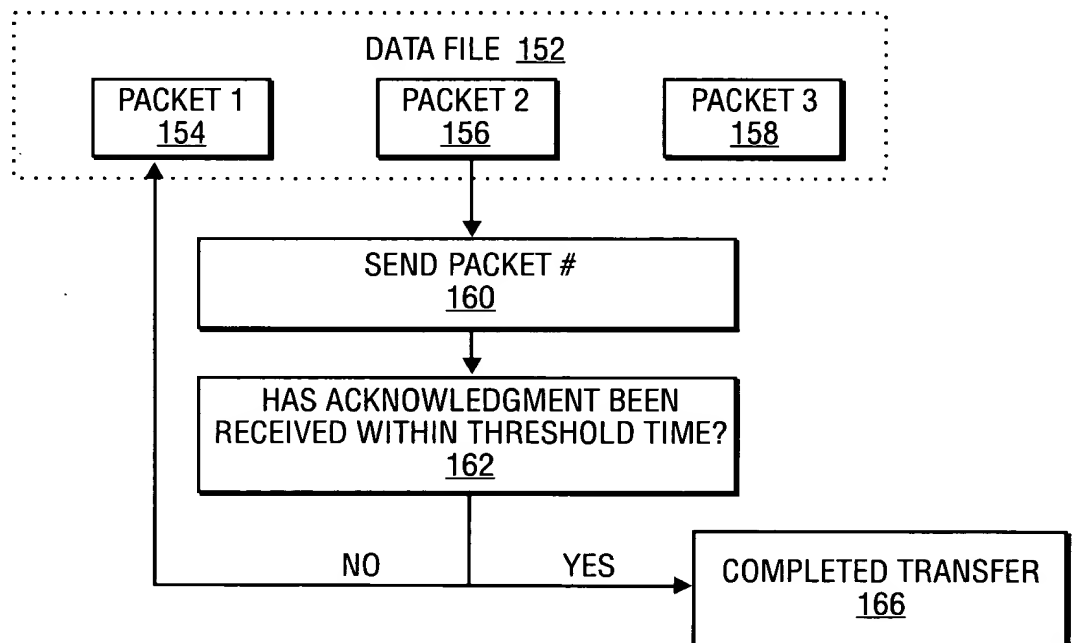 DATA FILE 152
PACKET 1
154
PACKET 2
156
PACKET 3
158
SEND PACKET #
160
HAS ACKNOWLEDGMENT BEEN
RECEIVED WITHIN THRESHOLD TIME?
162
NO
YES
COMPLETED TRANSFER
166